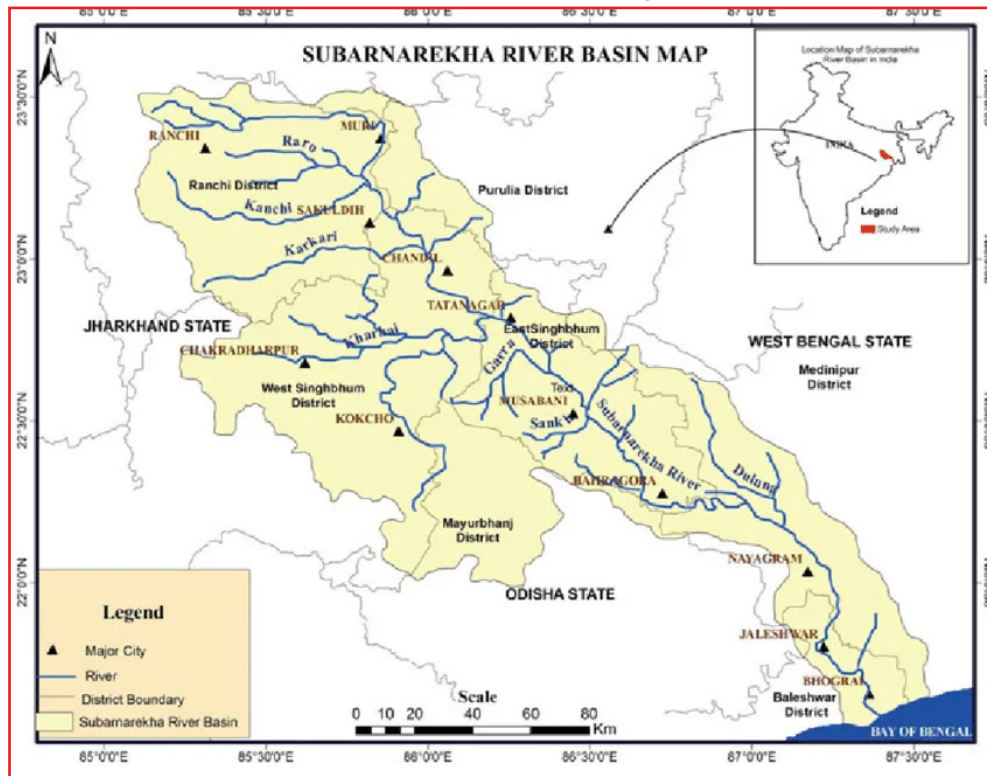 85°0'0"E 85°30'0"E 86°0'0"E 86°30'0"E 87°0'0"E 87°30'0"E
N
SUBARNAREKHA RIVER BASIN MAP
Location Map of Subarnarekha
River Basin in India
INDIA
Legend
Study Area
23°30'0"N
RANCHI
MURI
Raro
Ranchi District
Purulia District
Kanchi
SAKULDIH
Karkari
23°0'0"N
CHANDIL
TATANAGAR
JHARKHAND STATE
Kharhai
EastSinghbhum
District
WEST BENGAL STATE
CHAKRADHARPUR
Garra
Medinipur
District
West Singhbhum
District
Text
MUSABANI
KOKCHO
22°30'0"N
Sankh
Subarnarekha River
Dulung
BAHRAGORA
Mayurbhanj
District
NAYAGRAM
22°0'0"N
ODISHA STATE
JALESHWAR
BHOGRAI
Baleshwar
District
BAY OF BENGAL
Legend
Major City
River
District Boundary
Subarnarekha River Basin
Scale
0 10 20 40 60 80
Km
85°0'0"E 85°30'0"E 86°0'0"E 86°30'0"E 87°0'0"E 87°30'0"E